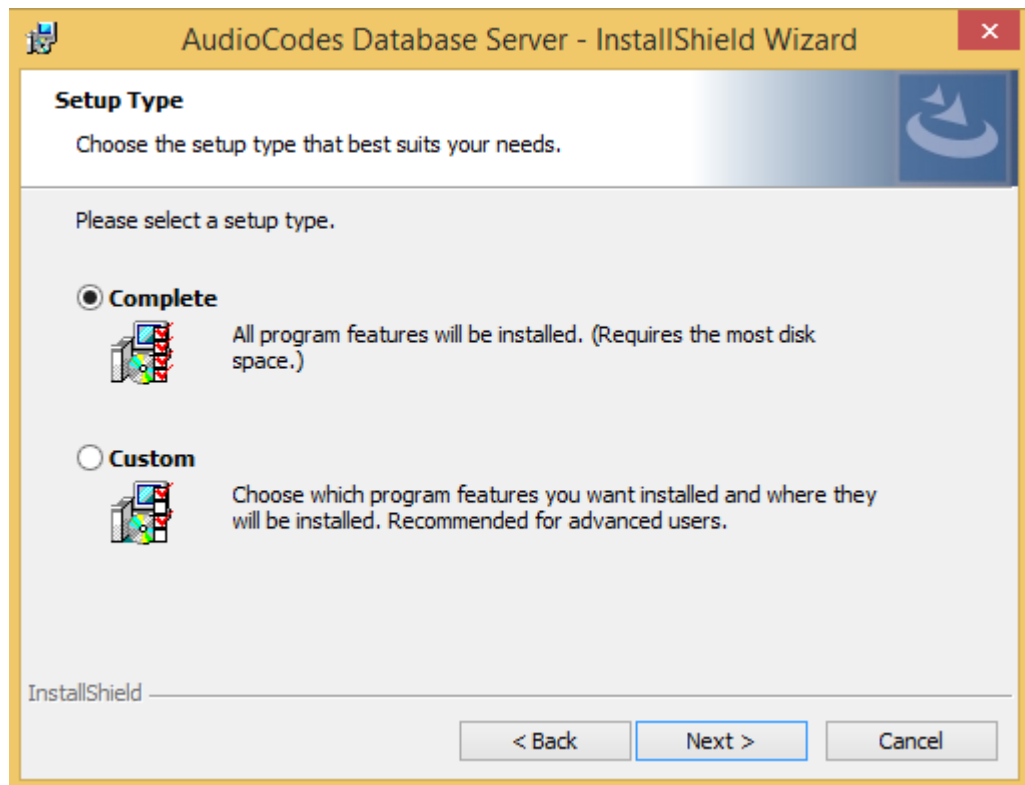 AudioCodes Database Server - InstallShield Wizard
Setup Type
Choose the setup type that best suits your needs.
Please select a setup type.
Complete
All program features will be installed. (Requires the most disk
space.)
Custom
Choose which program features you want installed and where they
will be installed. Recommended for advanced users.
InstallShield
< Back Next > Cancel